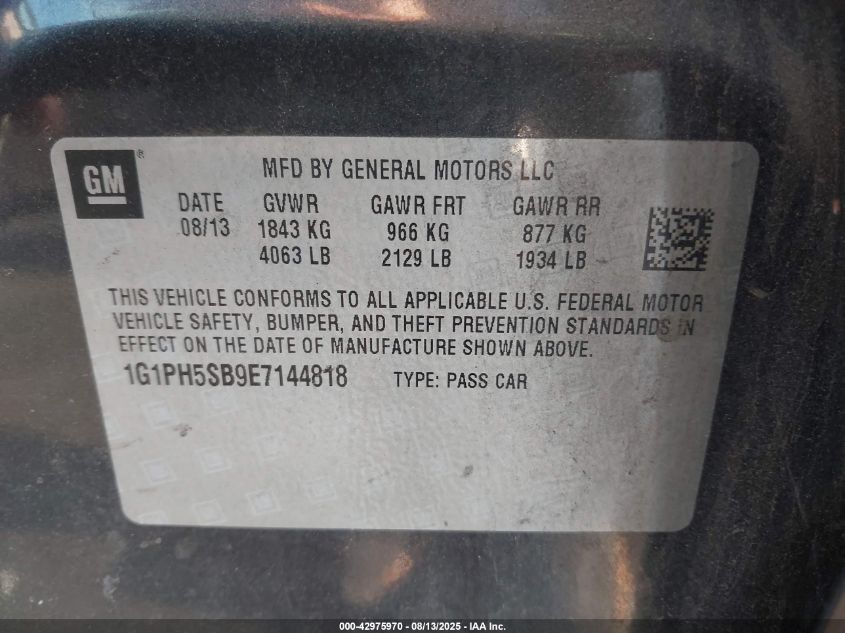 GM®
MFD BY GENERAL MOTORS LLC
DATE GVWR GAWR FRT GAWR RR
08/13 1843 KG 966 KG 877 KG
4063 LB 2129 LB 1934 LB
THIS VEHICLE CONFORMS TO ALL APPLICABLE U.S. FEDERAL MOTOR
VEHICLE SAFETY, BUMPER, AND THEFT PREVENTION STANDARDS IN
EFFECT ON THE DATE OF MANUFACTURE SHOWN ABOVE.
1G1PH5SB9E7144818 TYPE: PASS CAR
000-42975970 - 08/13/2025 - IAA Inc.